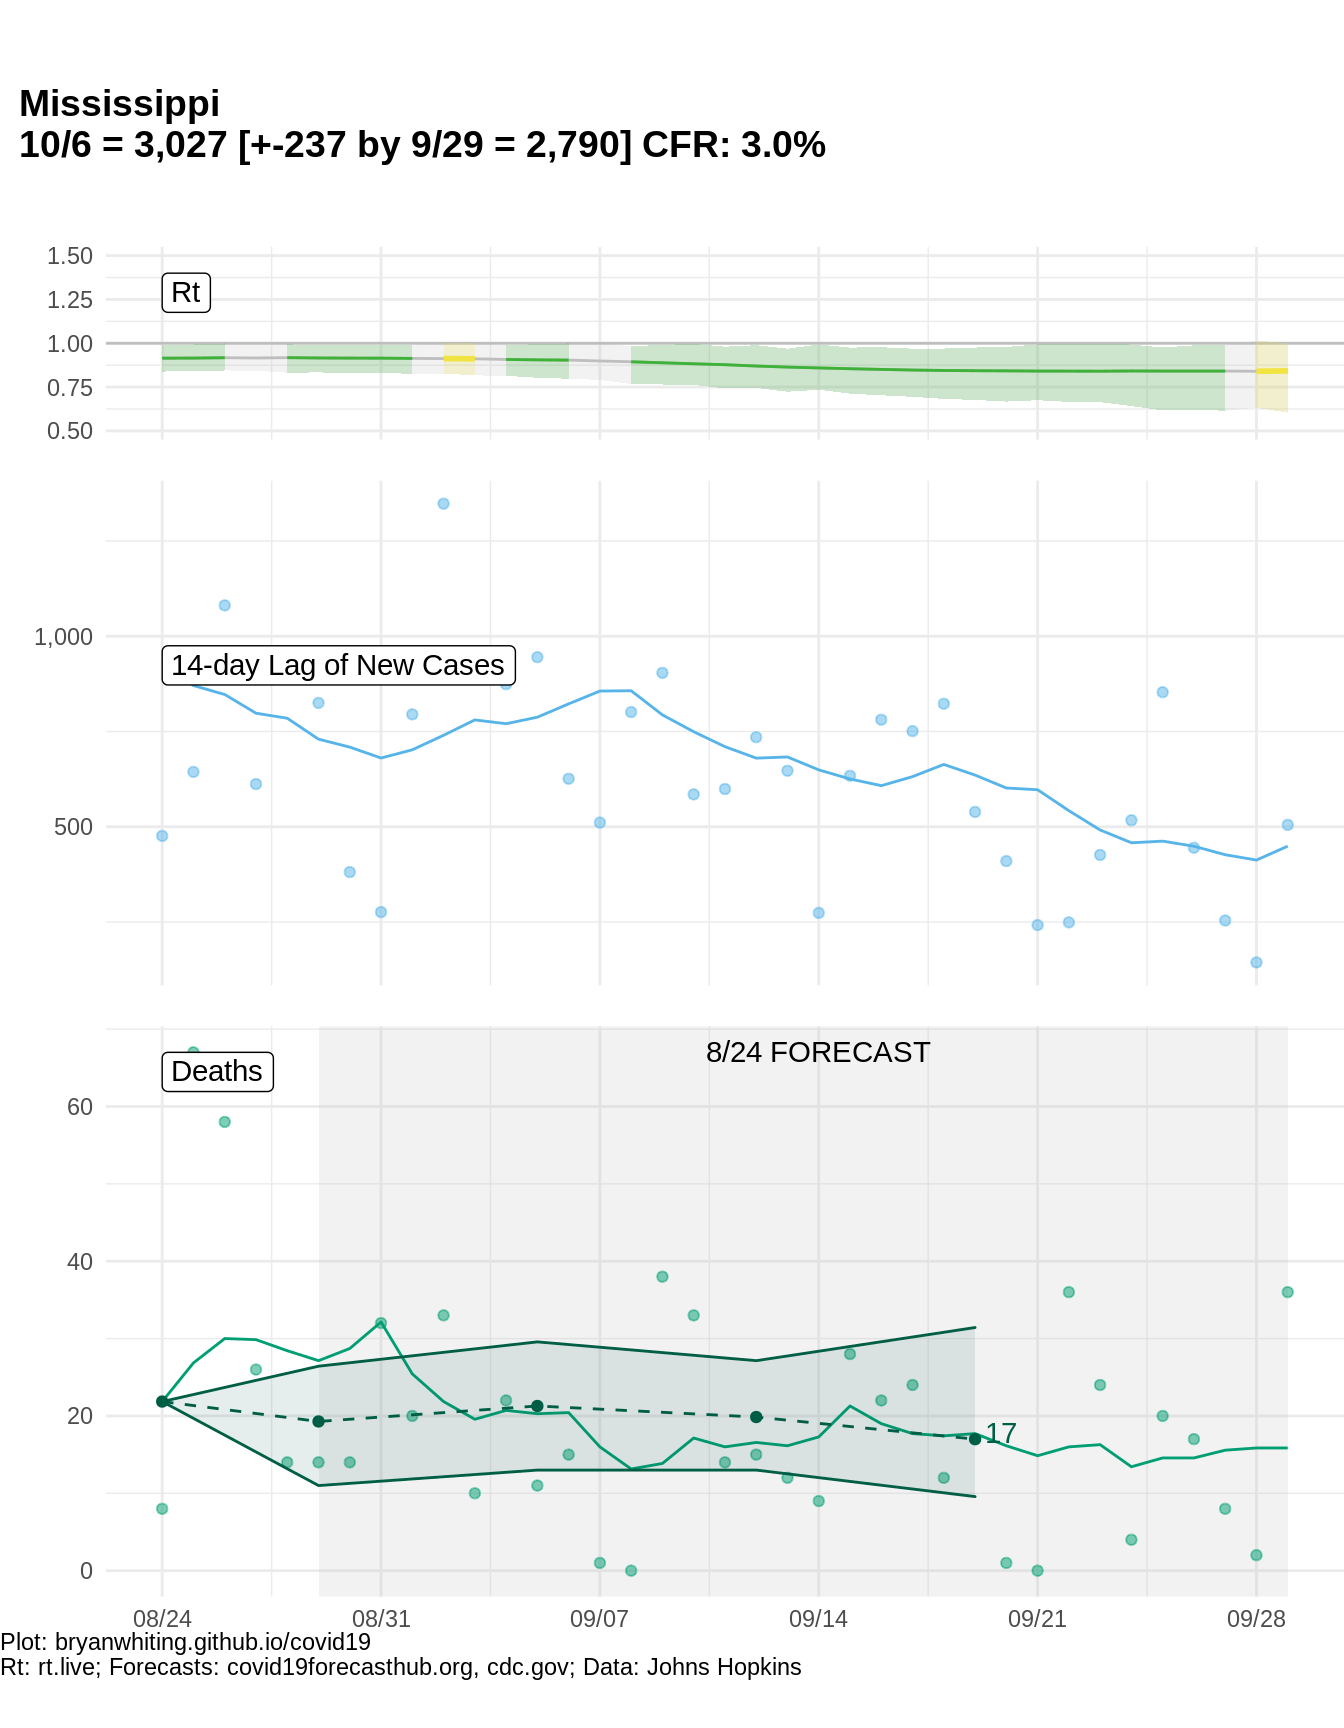 Mississippi
10/6 = 3,027 [+-237 by 9/29 = 2,790] CFR: 3.0%
1.50
Rt
1.25
1.00
0.75
0.50
1,000
14-day Lag of New Cases
500
8/24 FORECAST
Deaths
60
40
20
17
0
08/24 08/31 09/07 09/14 09/21 09/28
Plot: bryanwhiting.github.io/covid19
Rt: rt.live; Forecasts: covid19forecasthub.org, cdc.gov; Data: Johns Hopkins